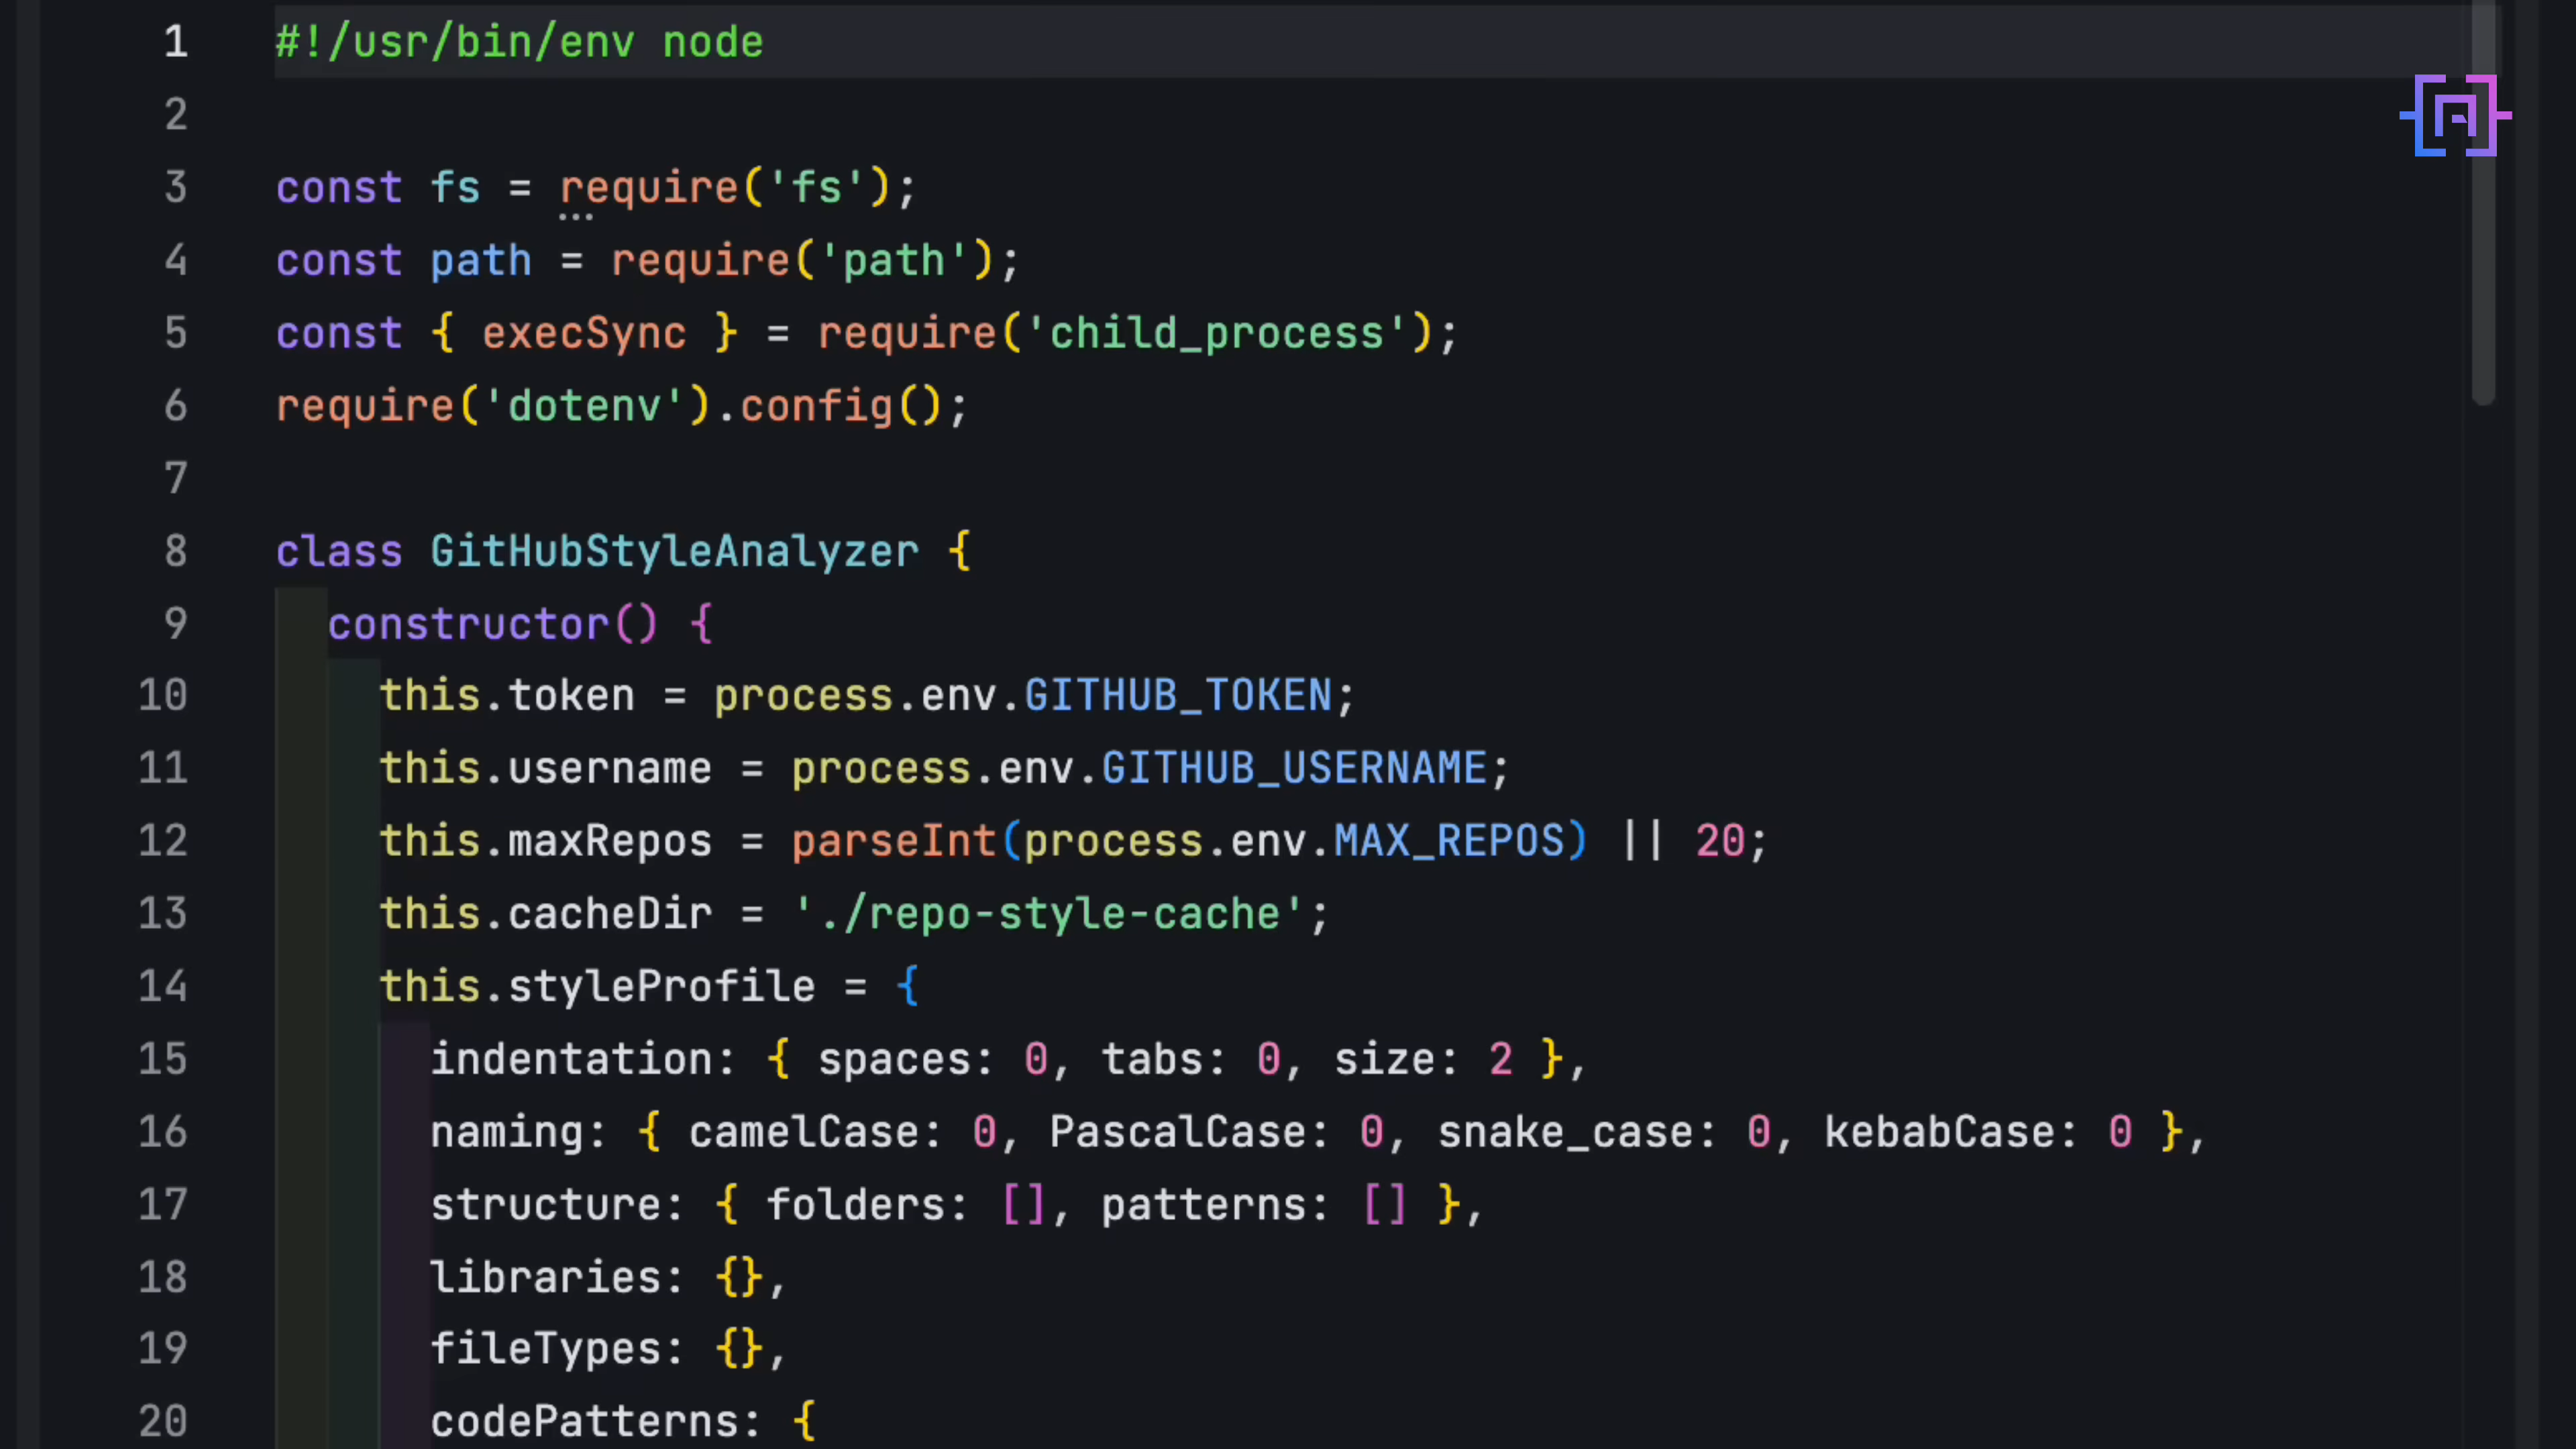 1 #!/usr/bin/env node
2
3 const fs = require('fs');
4 const path = require('path');
5 const { execSync } = require('child_process');
6 require('dotenv').config();
7
8 class GitHubStyleAnalyzer {
9   constructor() {
10     this.token = process.env.GITHUB_TOKEN;
11     this.username = process.env.GITHUB_USERNAME;
12     this.maxRepos = parseInt(process.env.MAX_REPOS) || 20;
13     this.cacheDir = './repo-style-cache';
14     this.styleProfile = {
15       indentation: { spaces: 0, tabs: 0, size: 2 },
16       naming: { camelCase: 0, PascalCase: 0, snake_case: 0, kebabCase: 0 },
17       structure: { folders: [], patterns: [] },
18       libraries: {},
19       fileTypes: {},
20       codePatterns: {